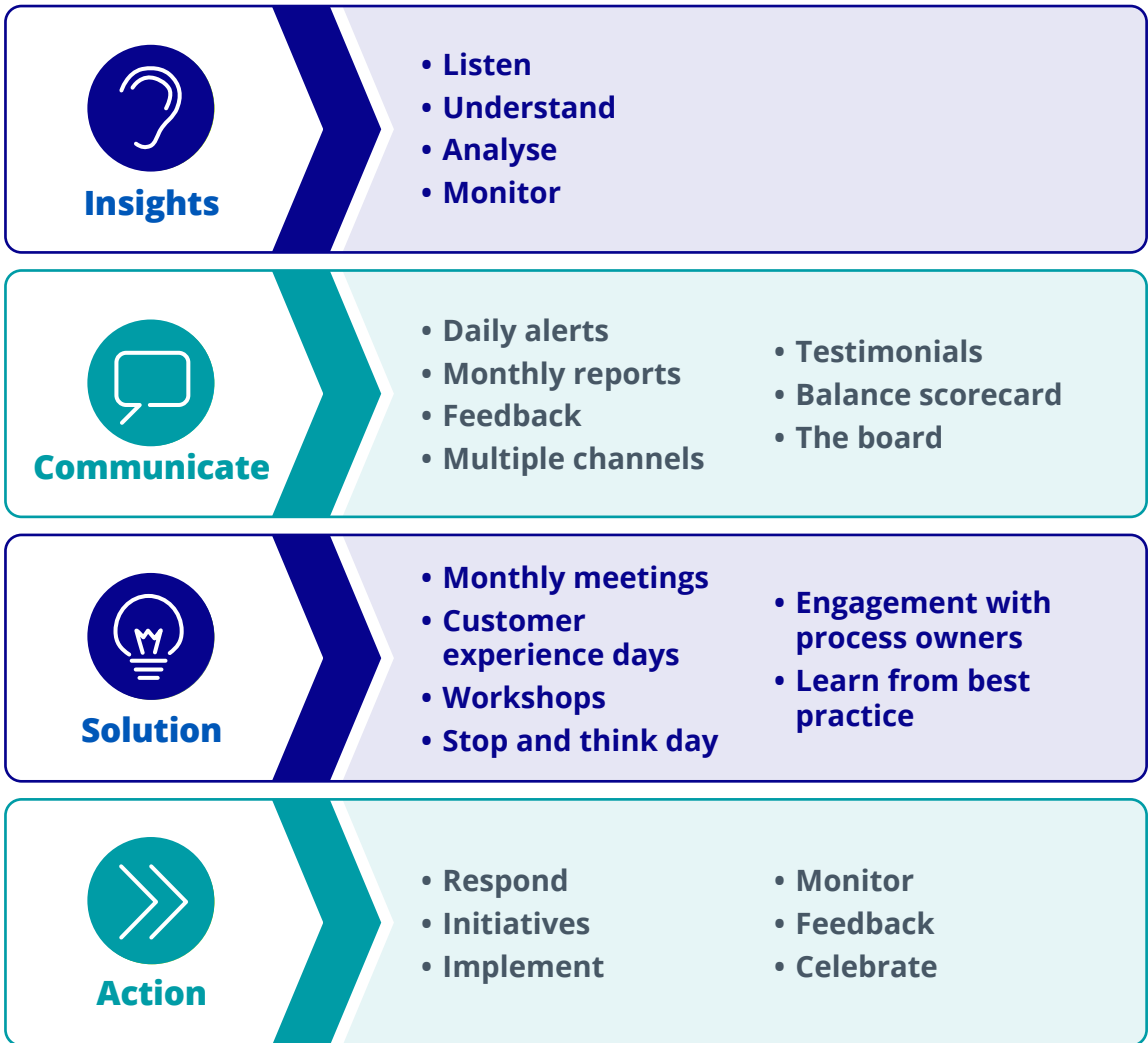 Insights
• Listen
• Understand
• Analyse
• Monitor
Communicate
• Daily alerts
• Monthly reports
• Feedback
• Multiple channels
• Testimonials
• Balance scorecard
• The board
Solution
• Monthly meetings
• Customer
experience days
• Workshops
• Stop and think day
• Engagement with
process owners
• Learn from best
practice
Action
• Respond
• Initiatives
• Implement
• Monitor
• Feedback
• Celebrate